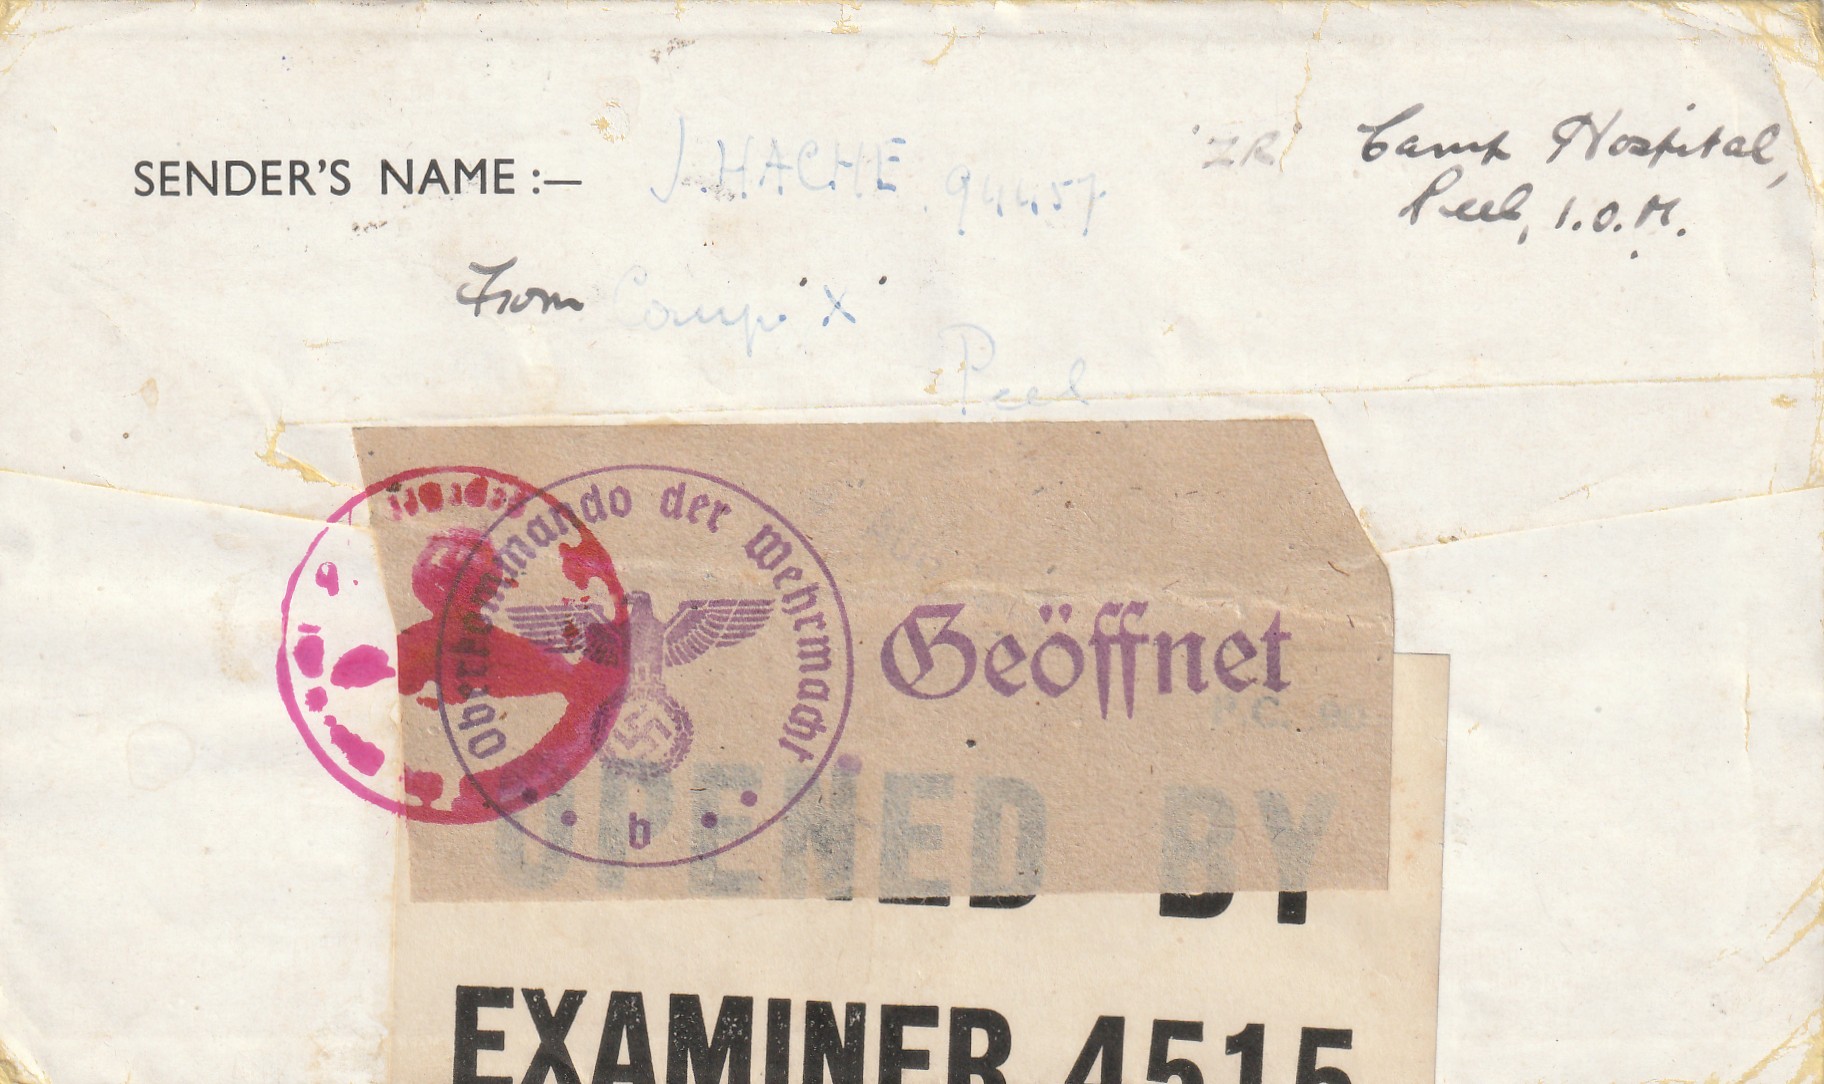 SENDER'S NAME :— J. HACHE 94457 'ZR' Camp Hospital,
Peel, I.O.M.
From Camp 'X'
Peel
Oberkommando der Wehrmacht
b
Geöffnet
P.C. 90
OPENED BY
EXAMINER 4515